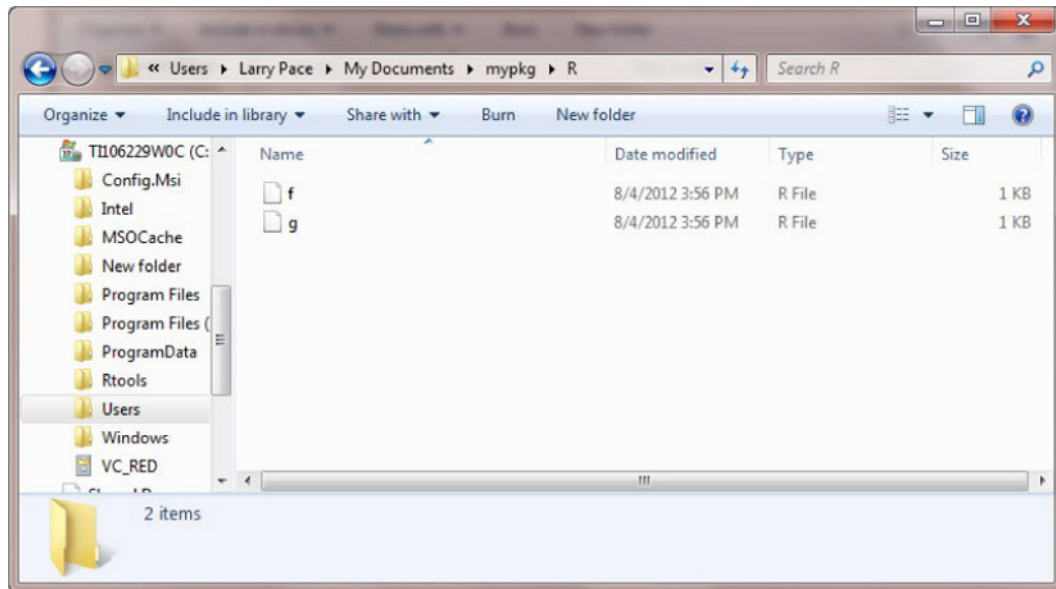 « Users ▸ Larry Pace ▸ My Documents ▸ mypkg ▸ R
Search R
Organize Include in library Share with Burn New folder
TI106229W0C (C:
Config.Msi
Intel
MSOCache
New folder
Program Files
Program Files (
ProgramData
Rtools
Users
Windows
VC_RED
Name Date modified Type Size
f 8/4/2012 3:56 PM R File 1 KB
g 8/4/2012 3:56 PM R File 1 KB
2 items